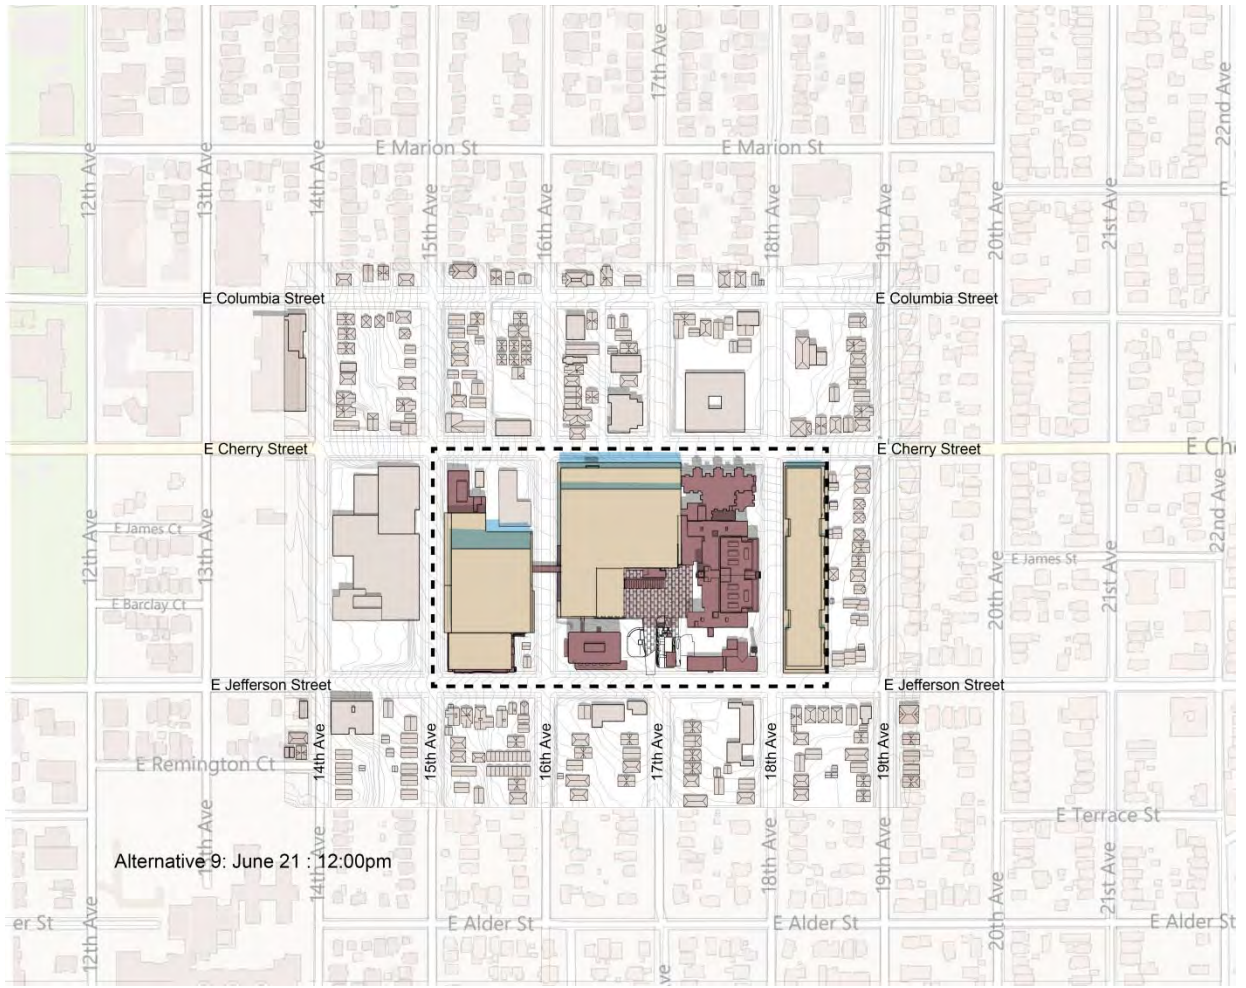 17th Ave
22nd Ave
E Marion St
E Marion St
12th Ave
13th Ave
14th Ave
15th Ave
16th Ave
18th Ave
19th Ave
20th Ave
21st Ave
E
E Columbia Street
E Columbia Street
E Cherry Street
E Cherry Street
E Che
E James Ct
E James St
12th Ave
13th Ave
20th Ave
21st Ave
22nd Ave
E Barclay Ct
E Jefferson Street
E Jefferson Street
14th Ave
15th Ave
16th Ave
17th Ave
18th Ave
19th Ave
E Remington Ct
E Terrace St
Alternative 9: June 21 : 12:00pm
14th Ave
18th Ave
19th Ave
21st Ave
er St
12th Ave
E Alder St
E Alder St
20th Ave
E Alder St